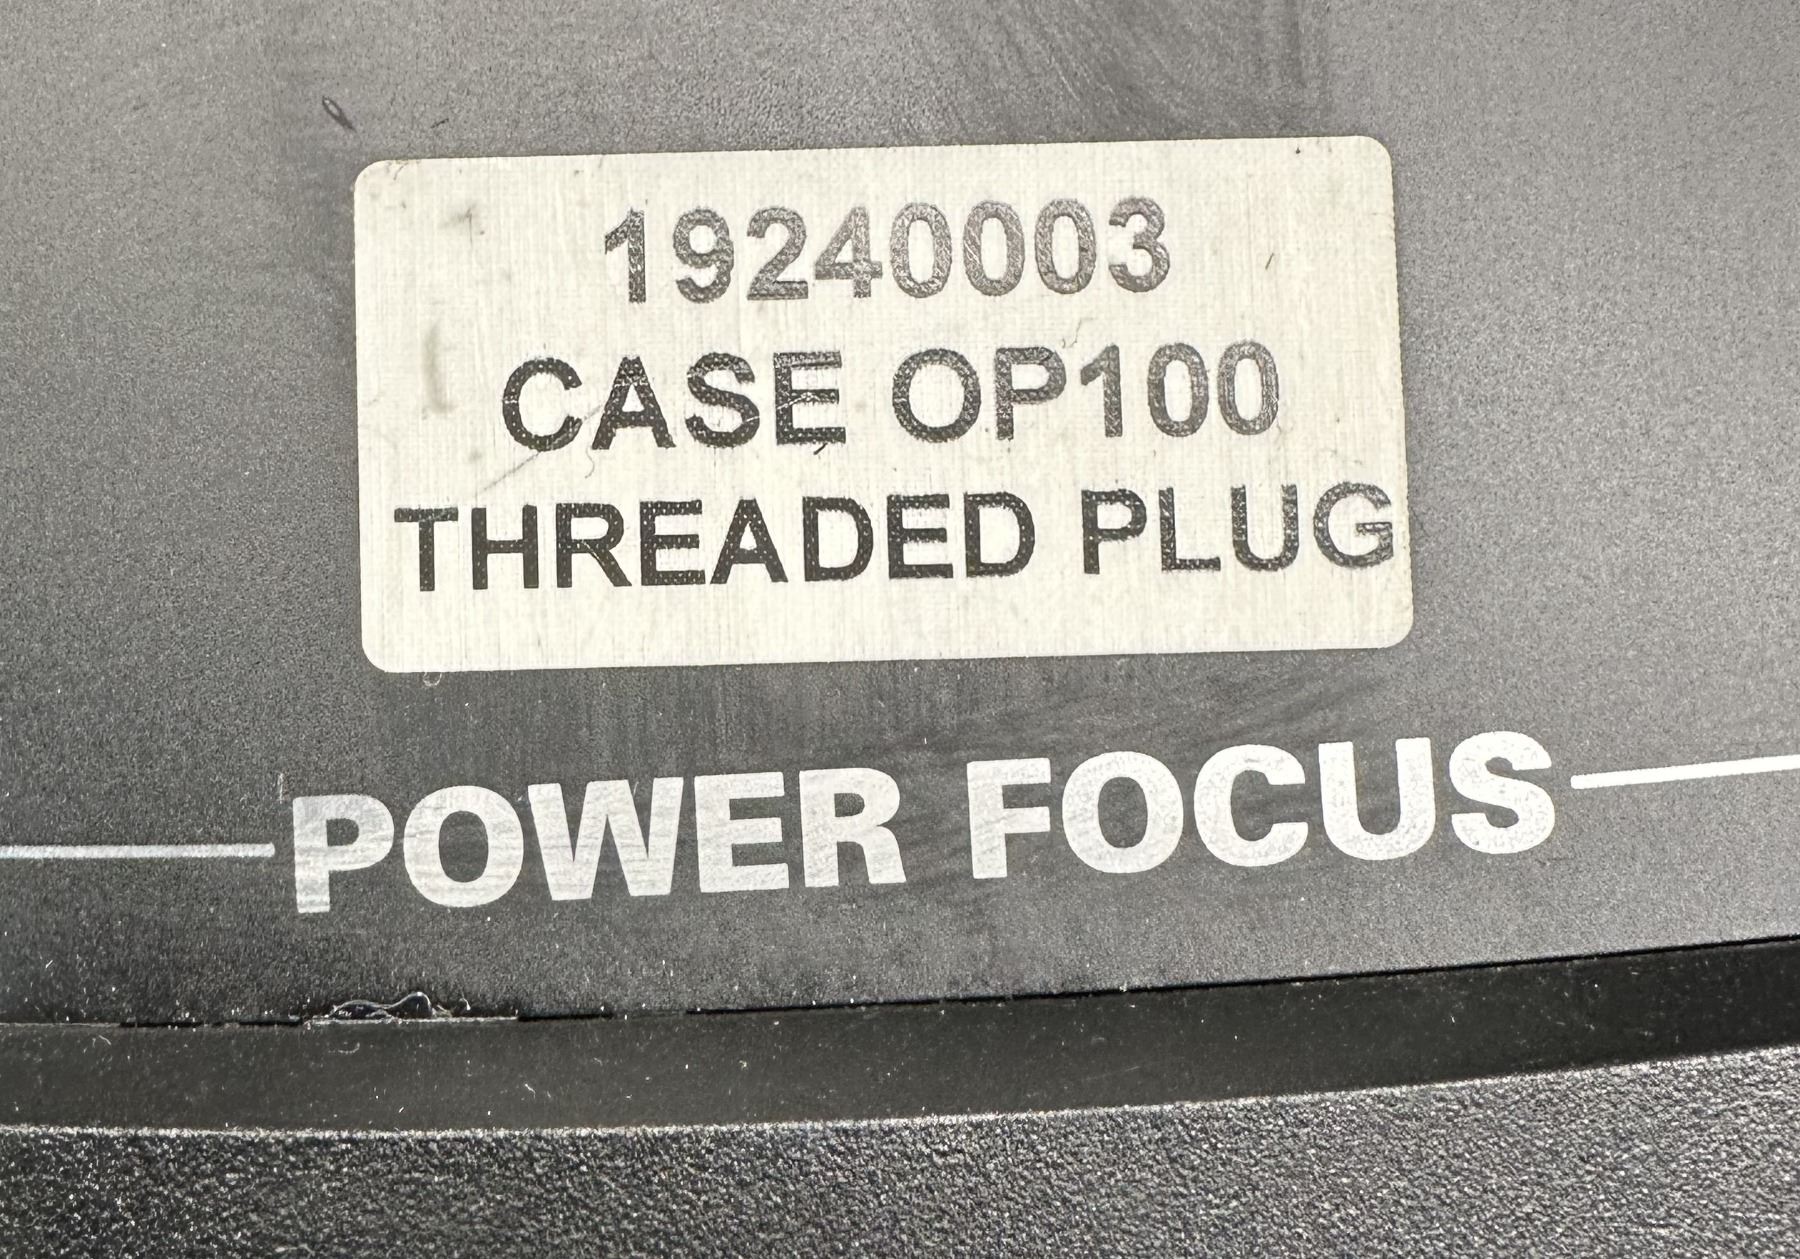 19240003
CASE OP100
THREADED PLUG
POWER FOCUS